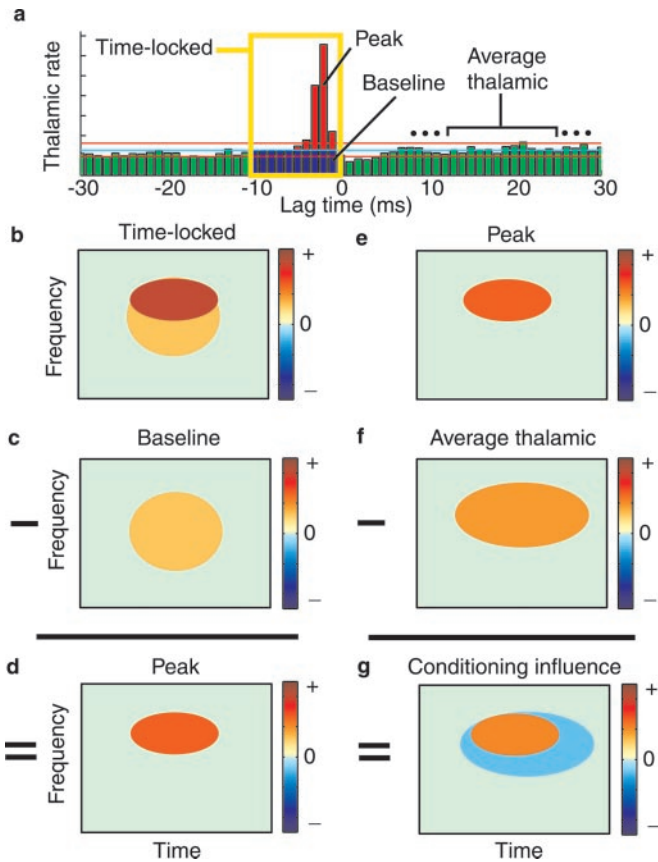 a
Time-locked
Peak
Baseline
Average
thalamic
Thalamic rate
-30 -20 -10 0 10 20 30
Lag time (ms)
b
Time-locked
Frequency
+
0
–
c
Baseline
Frequency
+
0
–
d
Peak
Frequency
+
0
–
Time
e
Peak
+
0
–
f
Average thalamic
+
0
–
g
Conditioning influence
+
0
–
Time